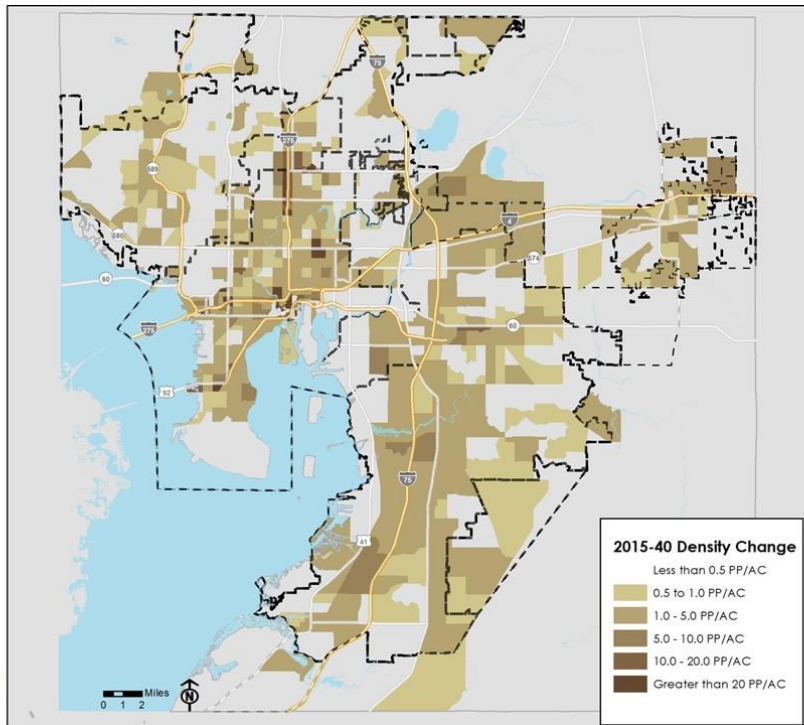 75
275
589
580
60
275
92
4
574
60
41
75
2015-40 Density Change
Less than 0.5 PP/AC
0.5 to 1.0 PP/AC
1.0 - 5.0 PP/AC
5.0 - 10.0 PP/AC
10.0 - 20.0 PP/AC
Greater than 20 PP/AC
Miles
0 1 2
N